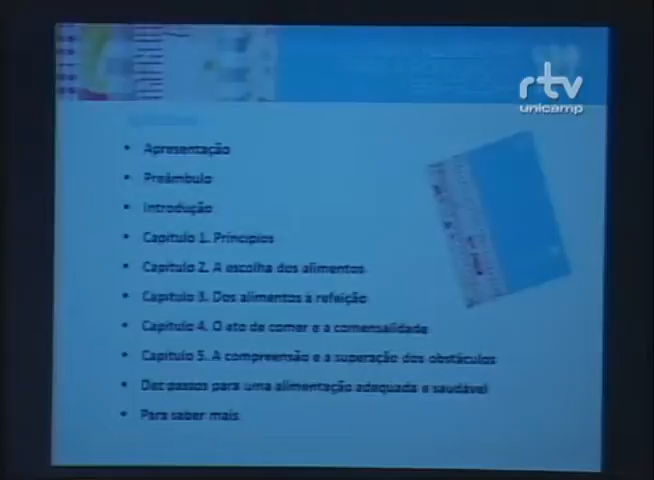 rtv
unicamp
• Apresentação
• Preâmbulo
• Introdução
• Capítulo 1. Princípios
• Capítulo 2. A escolha dos alimentos
• Capítulo 3. Dos alimentos à refeição
• Capítulo 4. O ato de comer e a comensalidade
• Capítulo 5. A compreensão e a superação dos obstáculos
• Dez passos para uma alimentação adequada e saudável
• Para saber mais